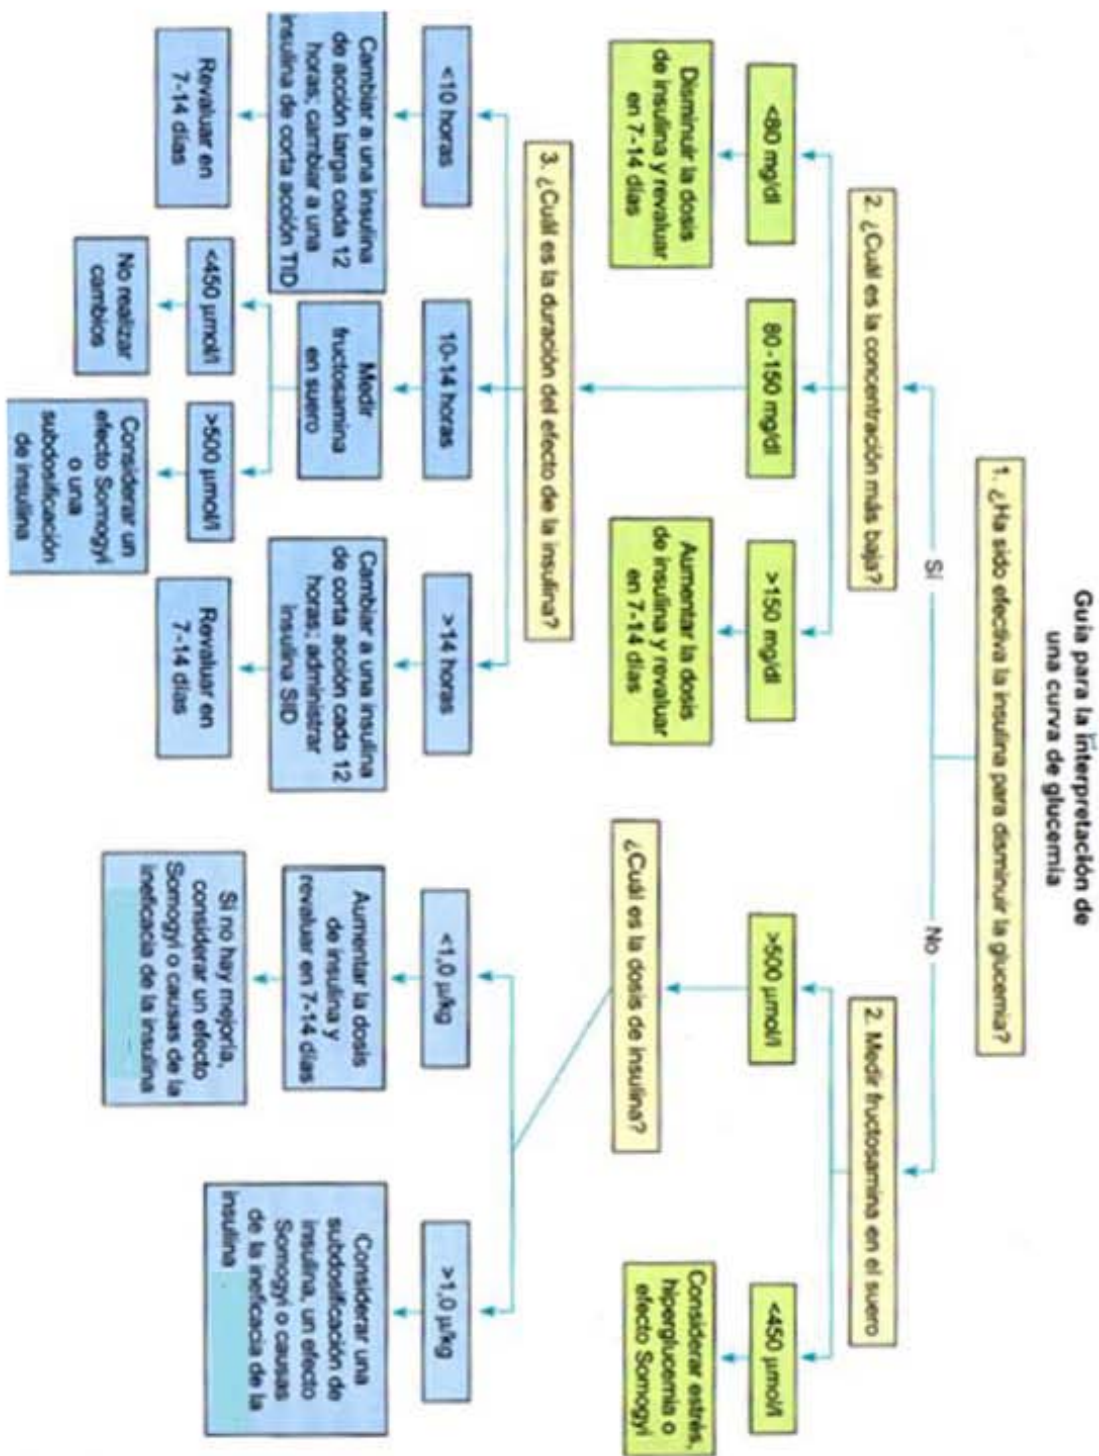 Guía para la interpretación de
una curva de glucemia
1. ¿Ha sido efectiva la insulina para disminuir la glucemia?
Sí
No
2. ¿Cuál es la concentración más baja?
2. Medir fructosamina en el suero
<80 mg/dl
80-150 mg/dl
>150 mg/dl
>500 µmol/l
<450 µmol/l
Disminuir la dosis
de insulina y revaluar
en 7-14 días
Aumentar la dosis
de insulina y revaluar
en 7-14 días
Considerar estrés,
hiperglucemia o
efecto Somogyi
3. ¿Cuál es la duración del efecto de la insulina?
¿Cuál es la dosis de insulina?
<10 horas
10-14 horas
>14 horas
<1,0 µ/kg
>1,0 µ/kg
Cambiar a una insulina
de acción larga cada 12
horas; cambiar a una
insulina de corta acción TID
Medir
fructosamina
en suero
Cambiar a una insulina
de corta acción cada 12
horas; administrar
insulina SID
Aumentar la dosis
de insulina y
revaluar en 7-14 días
Considerar una
subdosificación de
insulina, un efecto
Somogyi o causas
de la ineficacia de la
insulina
Revaluar en
7-14 días
<450 µmol/l
>500 µmol/l
Revaluar en
7-14 días
Si no hay mejoría,
considerar un efecto
Somogyi o causas de la
ineficacia de la insulina
No realizar
cambios
Considerar un
efecto Somogyi
o una
subdosificación
de insulina